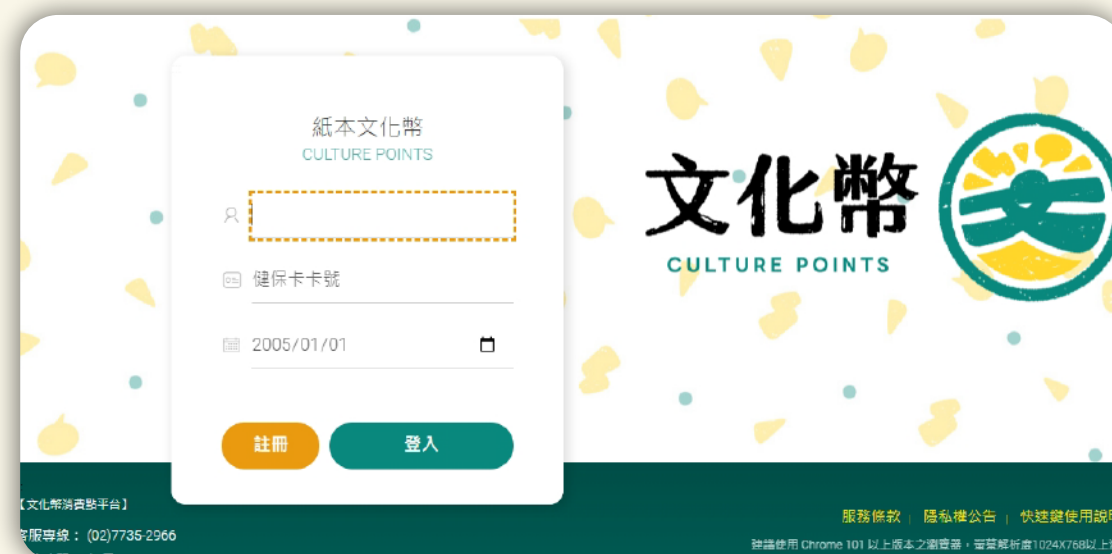 紙本文化幣
CULTURE POINTS
健保卡卡號
2005/01/01
註冊
登入
文化幣
CULTURE POINTS
文
【文化幣消費點平台】
客服專線： (02)7735-2966
服務條款 | 隱私權公告 | 快速鍵使用說明
建議使用 Chrome 101 以上版本之瀏覽器，螢幕解析度1024X768以上